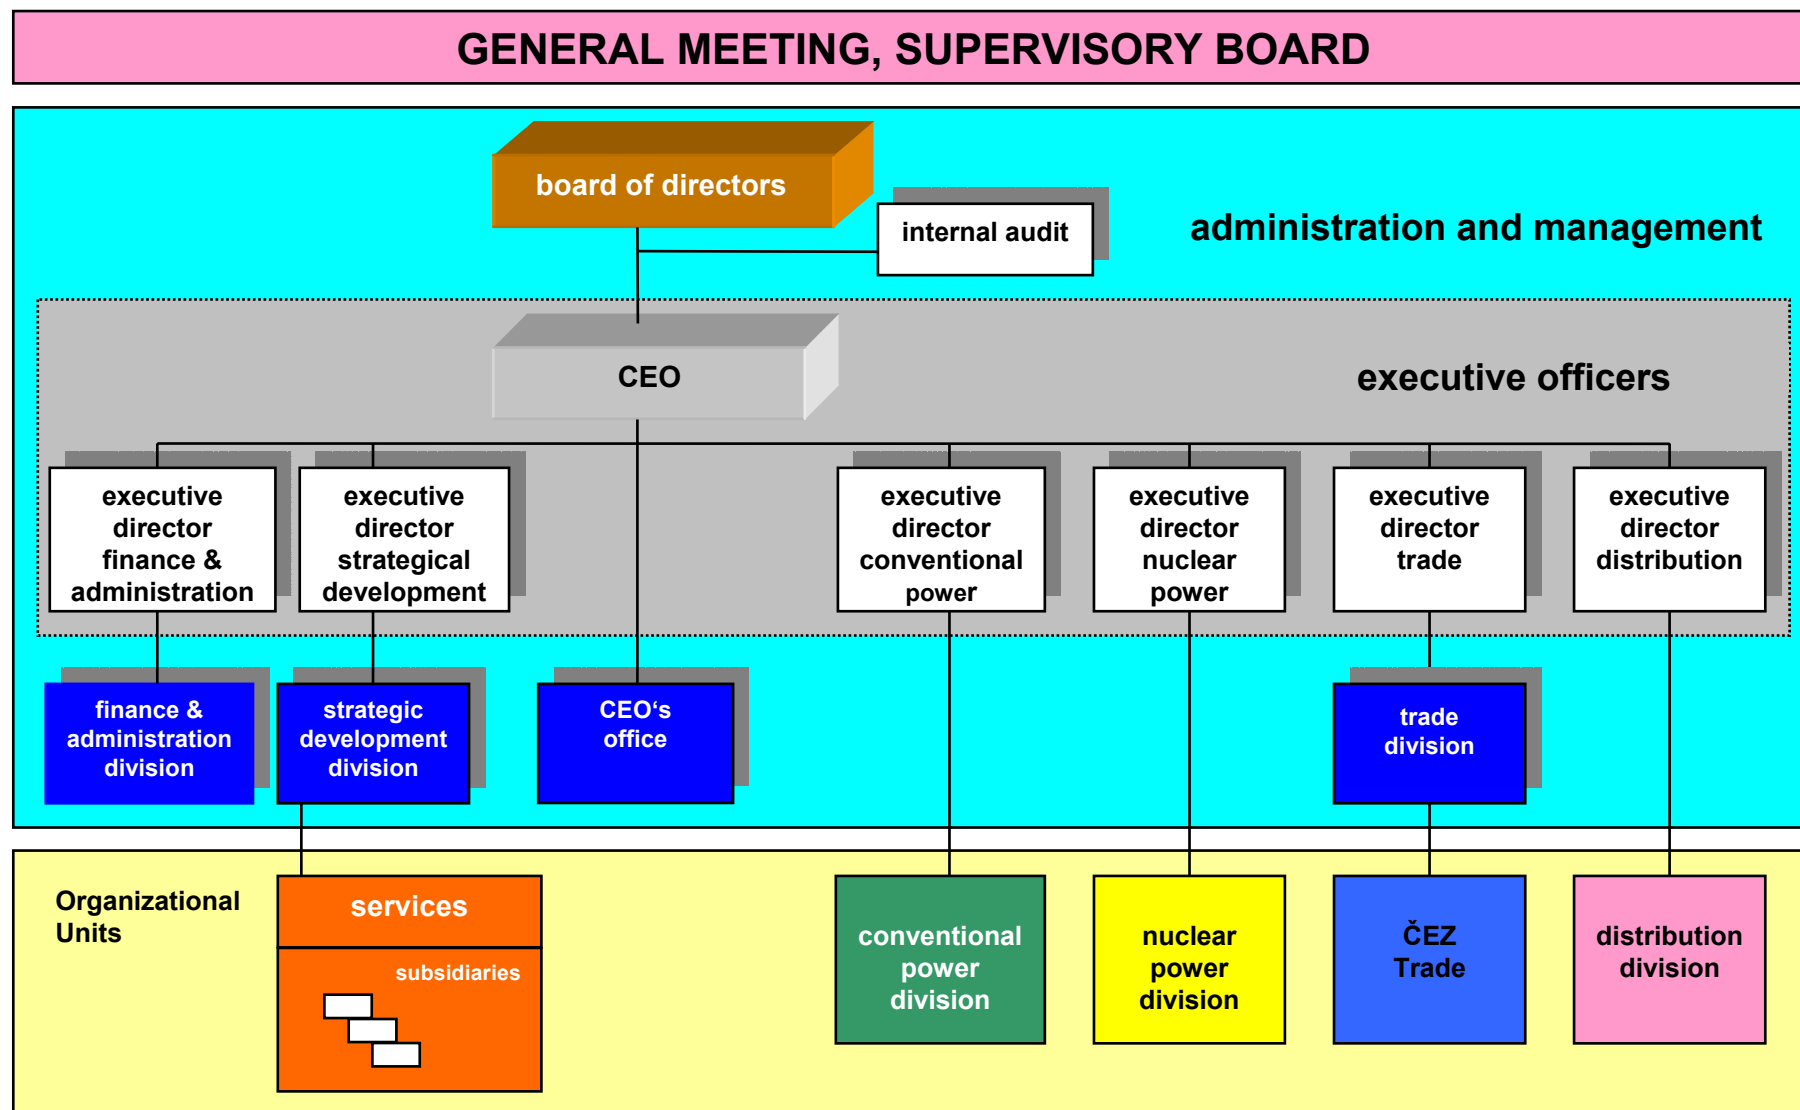 GENERAL MEETING, SUPERVISORY BOARD
board of directors
internal audit
administration and management
CEO
executive officers
executive
director
finance &
administration
executive
director
strategical
development
executive
director
conventional
power
executive
director
nuclear
power
executive
director
trade
executive
director
distribution
finance &
administration
division
strategic
development
division
CEO‘s
office
trade
division
Organizational
Units
services
subsidiaries
conventional
power
division
nuclear
power
division
ČEZ
Trade
distribution
division